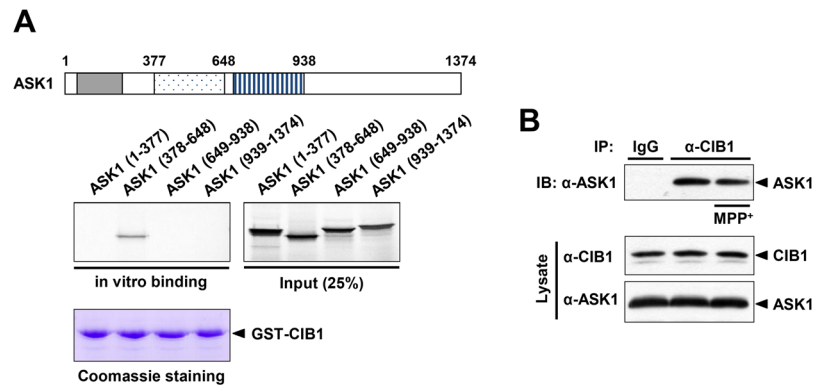 A
1 377 648 938 1374
ASK1
ASK1 (1-377)
ASK1 (378-648)
ASK1 (649-938)
ASK1 (939-1374)
ASK1 (1-377)
ASK1 (378-648)
ASK1 (649-938)
ASK1 (939-1374)
in vitro binding
Input (25%)
GST-CIB1
Coomassie staining
B
IP: IgG α-CIB1
IB: α-ASK1 ASK1
MPP⁺
Lysate
α-CIB1 CIB1
α-ASK1 ASK1